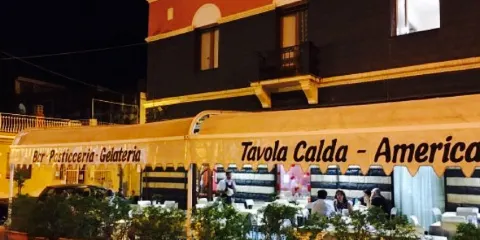 Bar Pasticceria - Gelateria
Tavola Calda - America